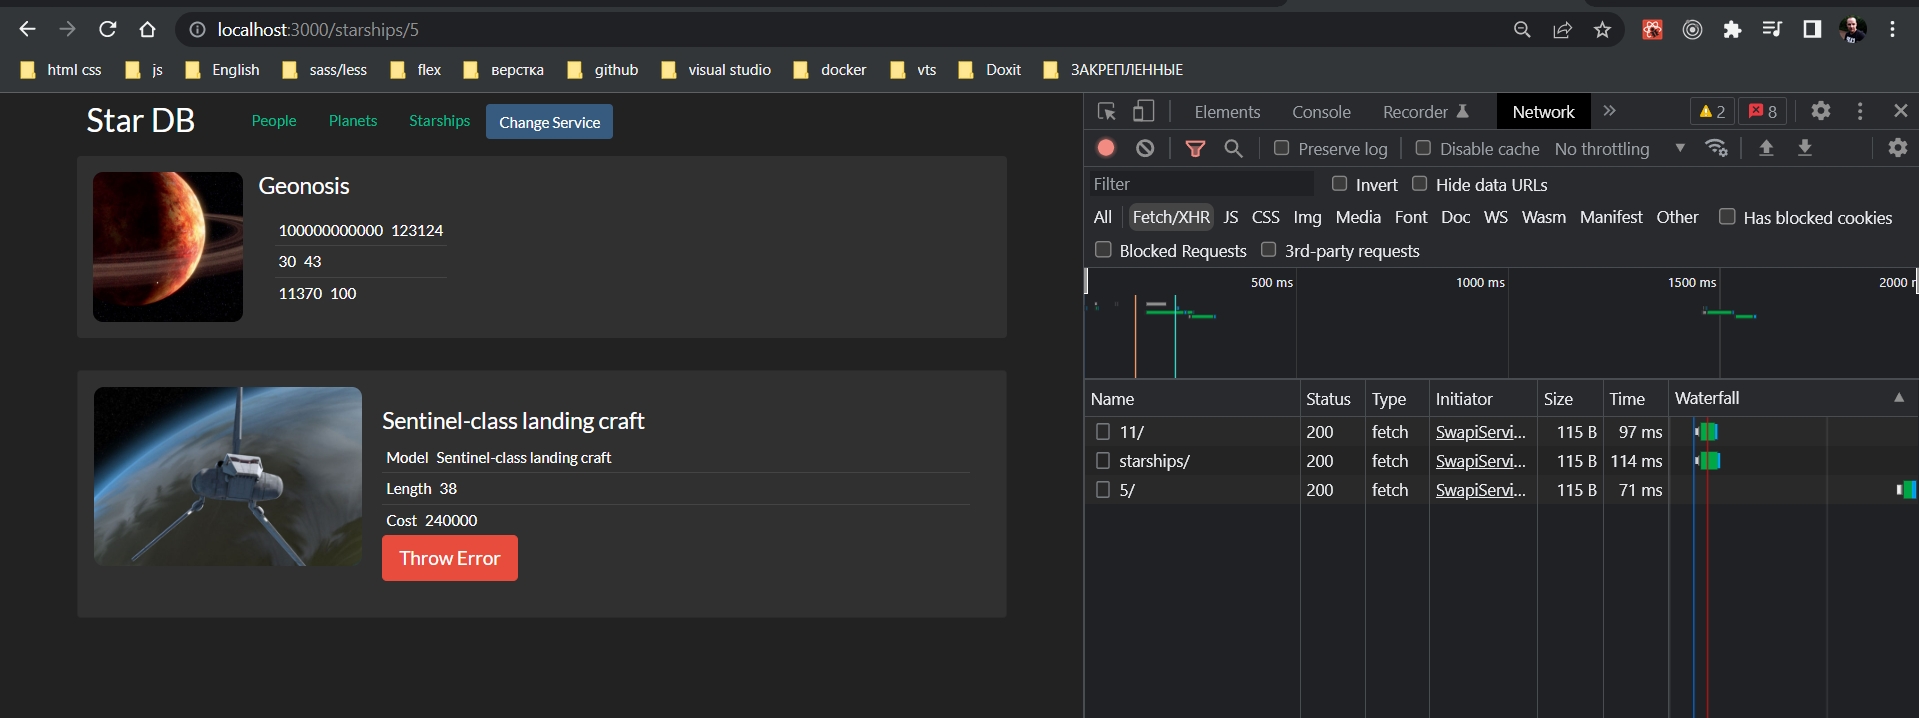 localhost:3000/starships/5
html css js English sass/less flex верстка github visual studio docker vts Doxit ЗАКРЕПЛЕННЫЕ
Star DB People Planets Starships Change Service
Geonosis
100000000000 123124
30 43
11370 100
Sentinel-class landing craft
Model Sentinel-class landing craft
Length 38
Cost 240000
Throw Error
Elements Console Recorder Network 2 8
Preserve log Disable cache No throttling
Filter Invert Hide data URLs
All Fetch/XHR JS CSS Img Media Font Doc WS Wasm Manifest Other Has blocked cookies
Blocked Requests 3rd-party requests
500 ms 1000 ms 1500 ms 2000
Name Status Type Initiator Size Time Waterfall
11/ 200 fetch SwapiServi... 115 B 97 ms
starships/ 200 fetch SwapiServi... 115 B 114 ms
5/ 200 fetch SwapiServi... 115 B 71 ms